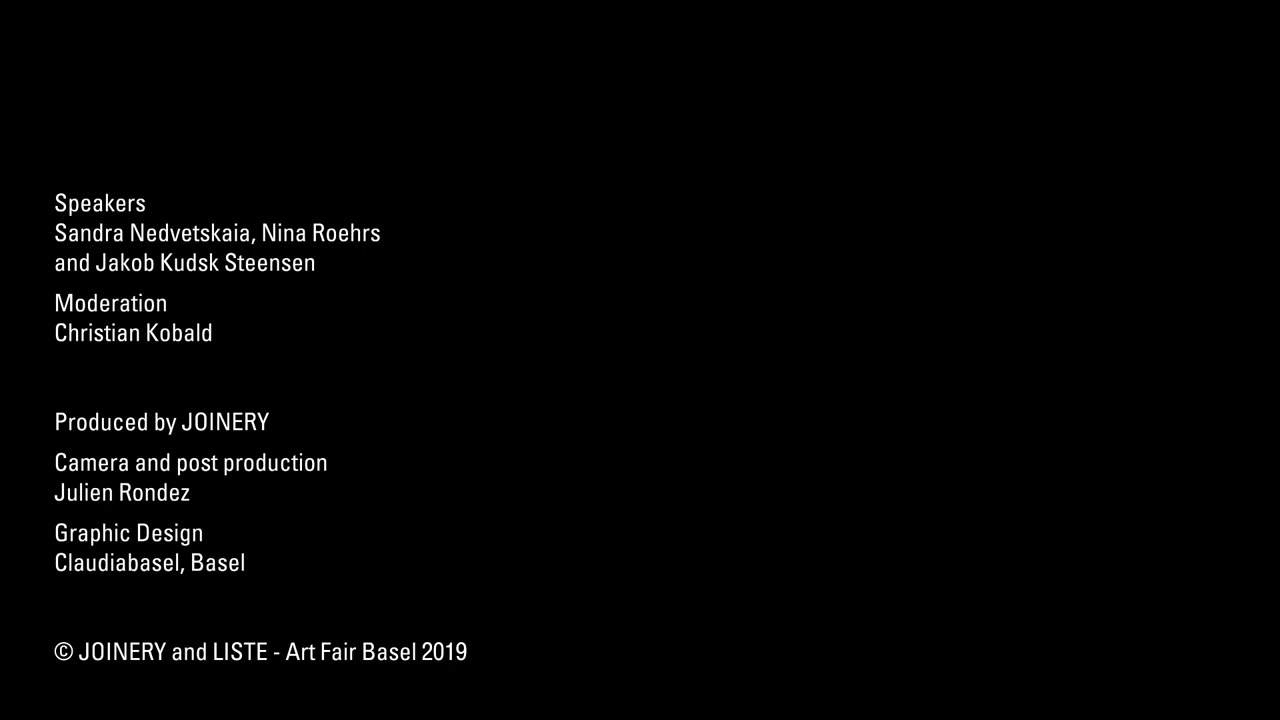 Speakers
Sandra Nedvetskaia, Nina Roehrs
and Jakob Kudsk Steensen
Moderation
Christian Kobald
Produced by JOINERY
Camera and post production
Julien Rondez
Graphic Design
Claudiabasel, Basel
© JOINERY and LISTE - Art Fair Basel 2019